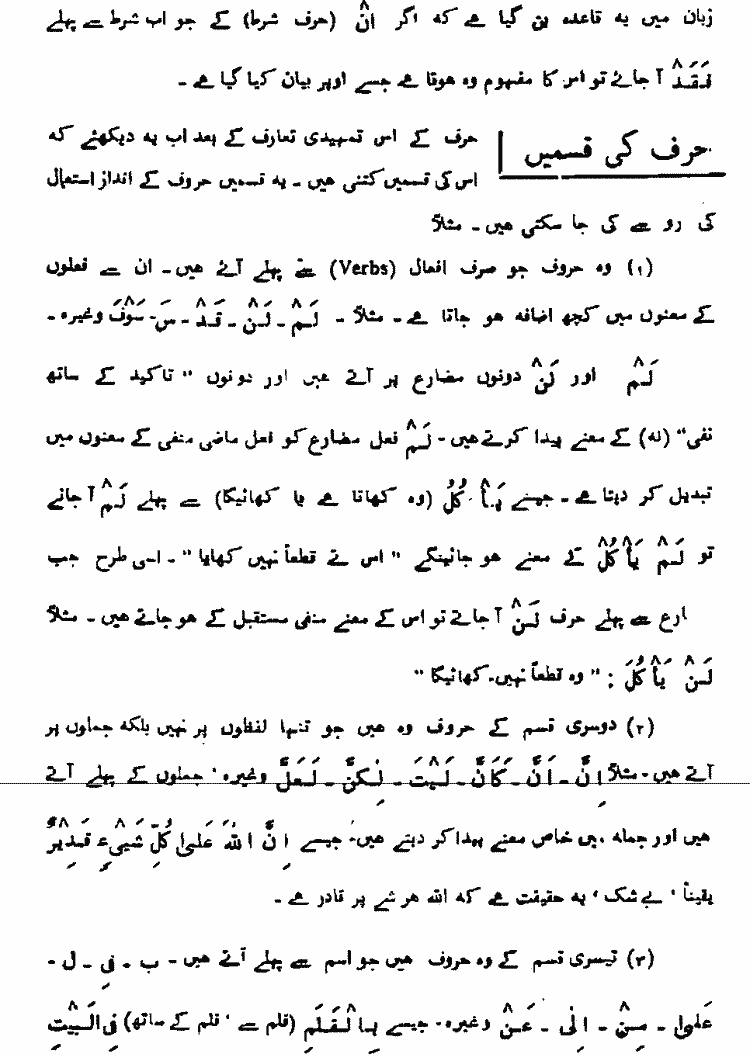 زبان میں یہ قاعدہ بن گیا ہے کہ اگر اِنْ (حرف شرط) کے جواب شرط سے پہلے
فَقَدْ آ جائے تو اس کا مفہوم وہ ہوتا ہے جسے اوپر بیان کیا گیا ہے ۔
حرف کی قسمیں
حرف کے اس تمہیدی تعارف کے بعد اب یہ دیکھئے کہ
اس کی قسمیں کتنی ہیں ۔ یہ قسمیں حروف کے انداز استعمال
کی رو سے کی جا سکتی ہیں ۔ مثلاً
(۱) وہ حروف جو صرف افعال (Verbs) سے پہلے آتے ہیں ۔ ان سے فعلوں
کے معنوں میں کچھ اضافہ ہو جاتا ہے ۔ مثلاً ۔ لَمْ ۔ لَنْ ۔ قَدْ ۔ سَ ۔ سَوْفَ وغیرہ ۔
لَمْ اور لَنْ دونوں مضارع پر آتے ہیں اور دونوں ” تاکید کے ساتھ
نفی “ (نہ) کے معنے پیدا کرتے ہیں ۔ لَمْ فعل مضارع کو فعل ماضی منفی کے معنوں میں
تبدیل کر دیتا ہے ۔ جیسے یَأْکُلُ (وہ کھاتا ہے یا کھائیگا) سے پہلے لَمْ آ جائے
تو لَمْ یَأْکُلْ کے معنے ہو جائینگے ” اس نے قطعاً نہیں کھایا “ ۔ اسی طرح جب
ارع سے پہلے حرف لَنْ آ جاتے تو اس کے معنے منفی مستقبل کے ہو جاتے ہیں ۔ مثلاً
لَنْ یَأْکُلَ : ” وہ قطعاً نہیں ۔ کھائیگا “
(۲) دوسری قسم کے حروف وہ ہیں جو تنہا لفظوں پر نہیں بلکہ جملوں پر
آتے ہیں ۔ مثلاً اِنَّ ۔ اَنَّ ۔ کَاَنَّ ۔ لَیْتَ ۔ لٰکِنَّ ۔ لَعَلَّ وغیرہ ‘ جملوں کے پہلے آتے
ہیں اور جملہ میں خاص معنے پیدا کر دیتے ہیں ۔ جیسے اِنَّ اللہَ عَلٰی کُلِّ شَیْیءٍ قَدِیْرٌ
یقیناً ‘ بے شک ‘ یہ حقیقت ہے کہ اللہ ہر شے پر قادر ہے ۔
(۳) تیسری قسم کے وہ حروف ہیں جو اسم سے پہلے آتے ہیں ۔ ب ۔ فِی ۔ ل ۔
عَلٰی ۔ مِنْ ۔ اِلٰی ۔ عَنْ وغیرہ ۔ جیسے بِالْقَلَمِ (قلم سے ‘ قلم کے ساتھ) فِی الْبَیْتِ